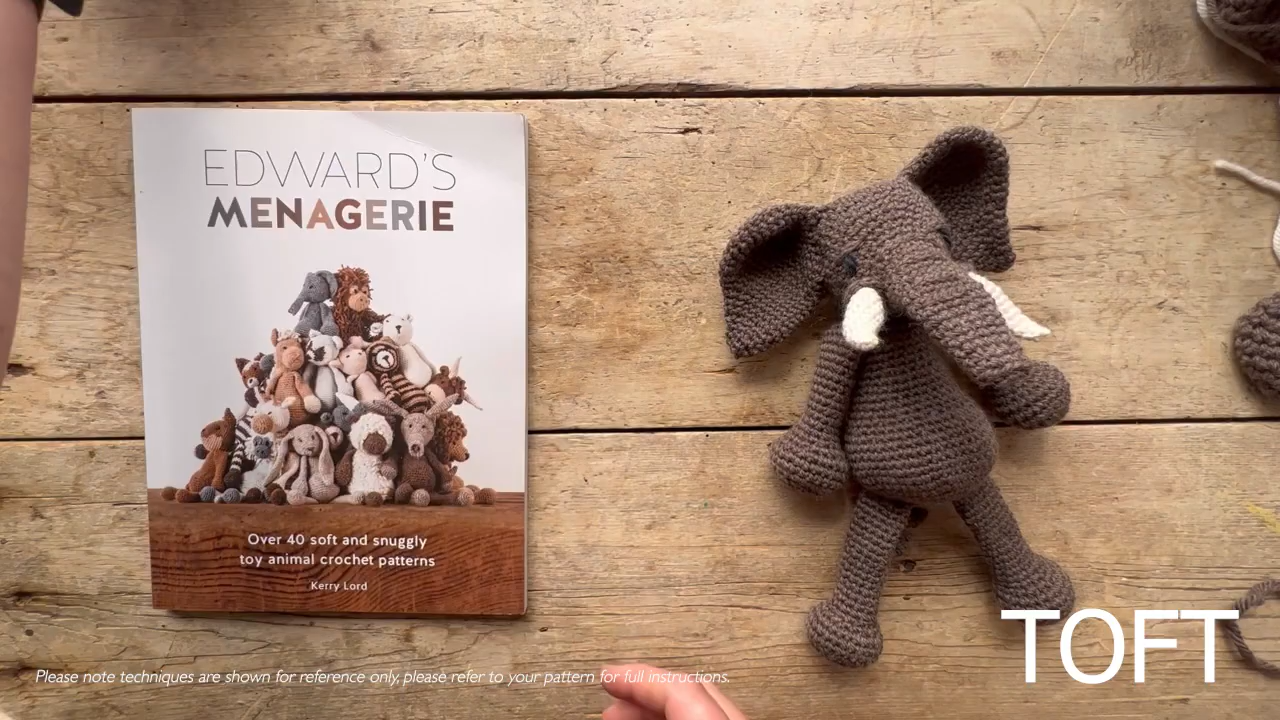 EDWARD'S
MENAGERIE
Over 40 soft and snuggly
toy animal crochet patterns
Kerry Lord
TOFT
Please note techniques are shown for reference only, please refer to your pattern for full instructions.